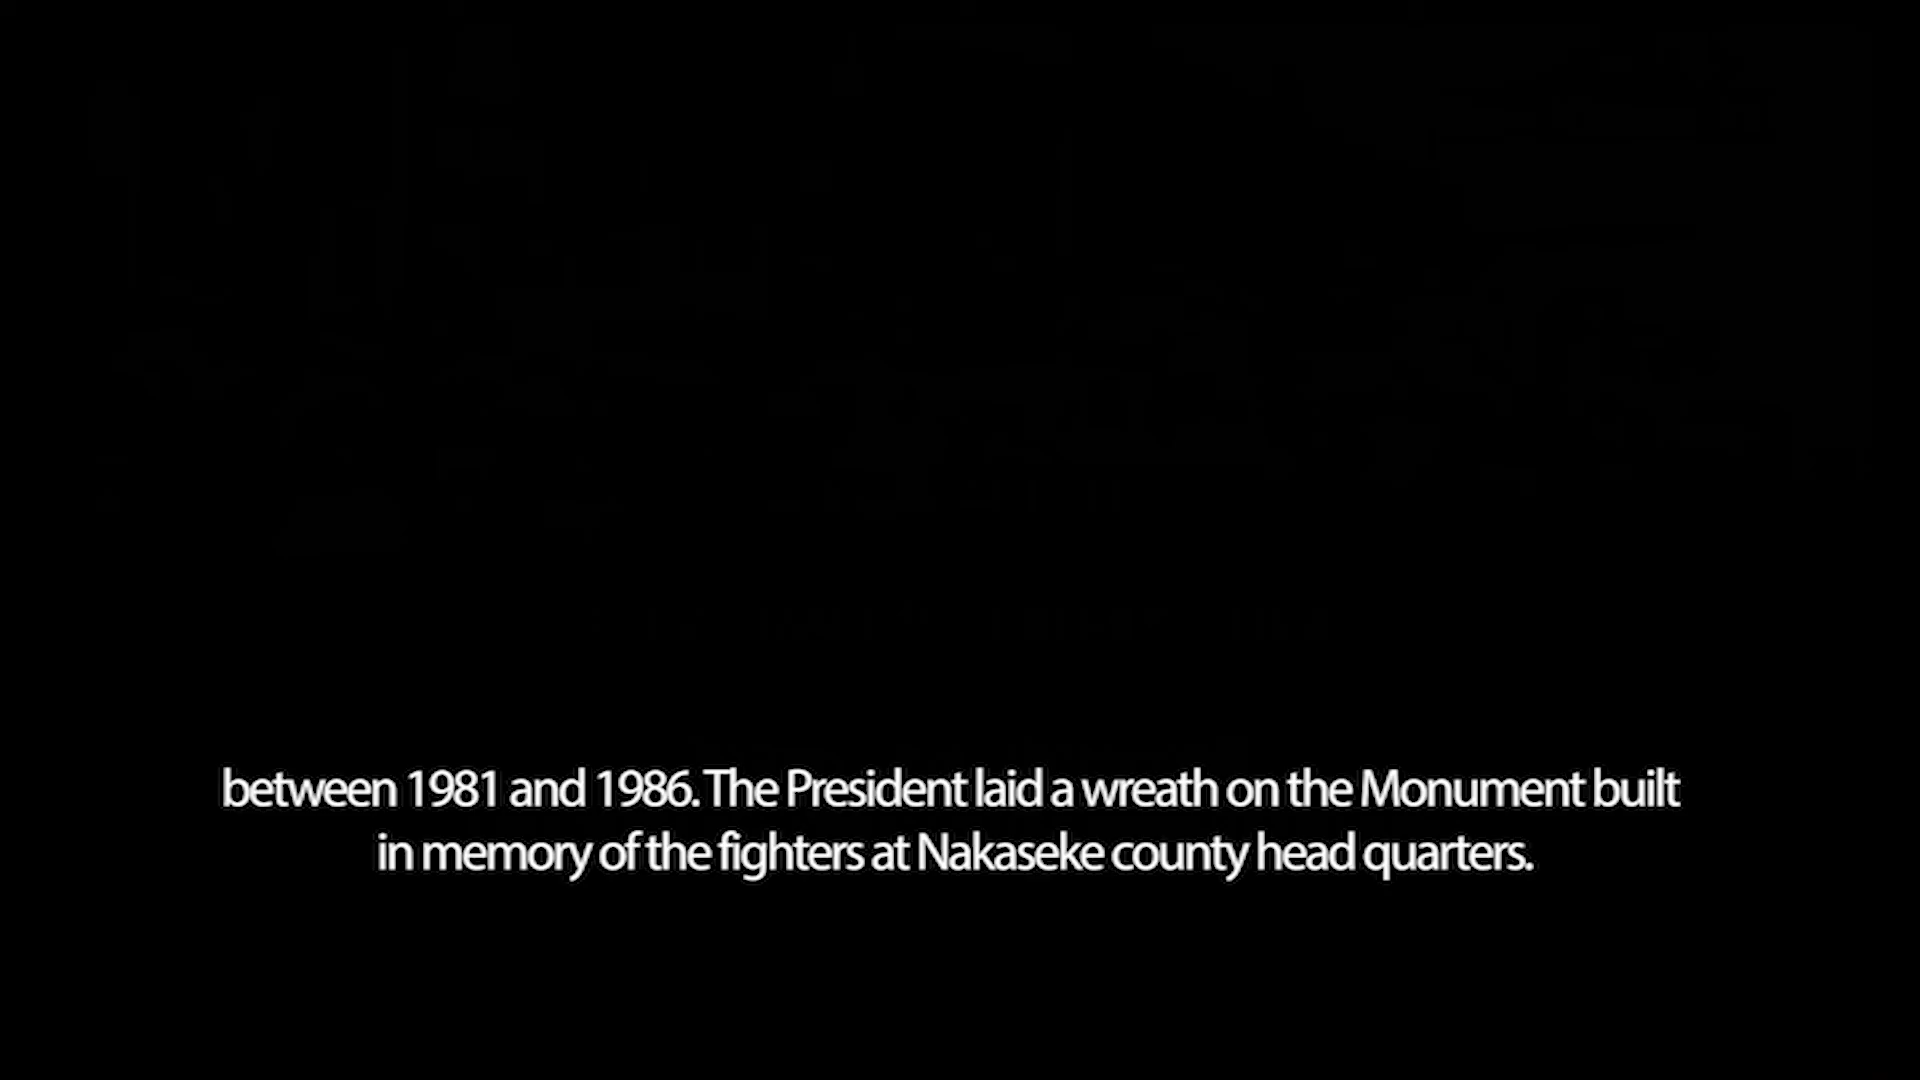 between 1981 and 1986. The President laid a wreath on the Monument built
in memory of the fighters at Nakaseke county head quarters.